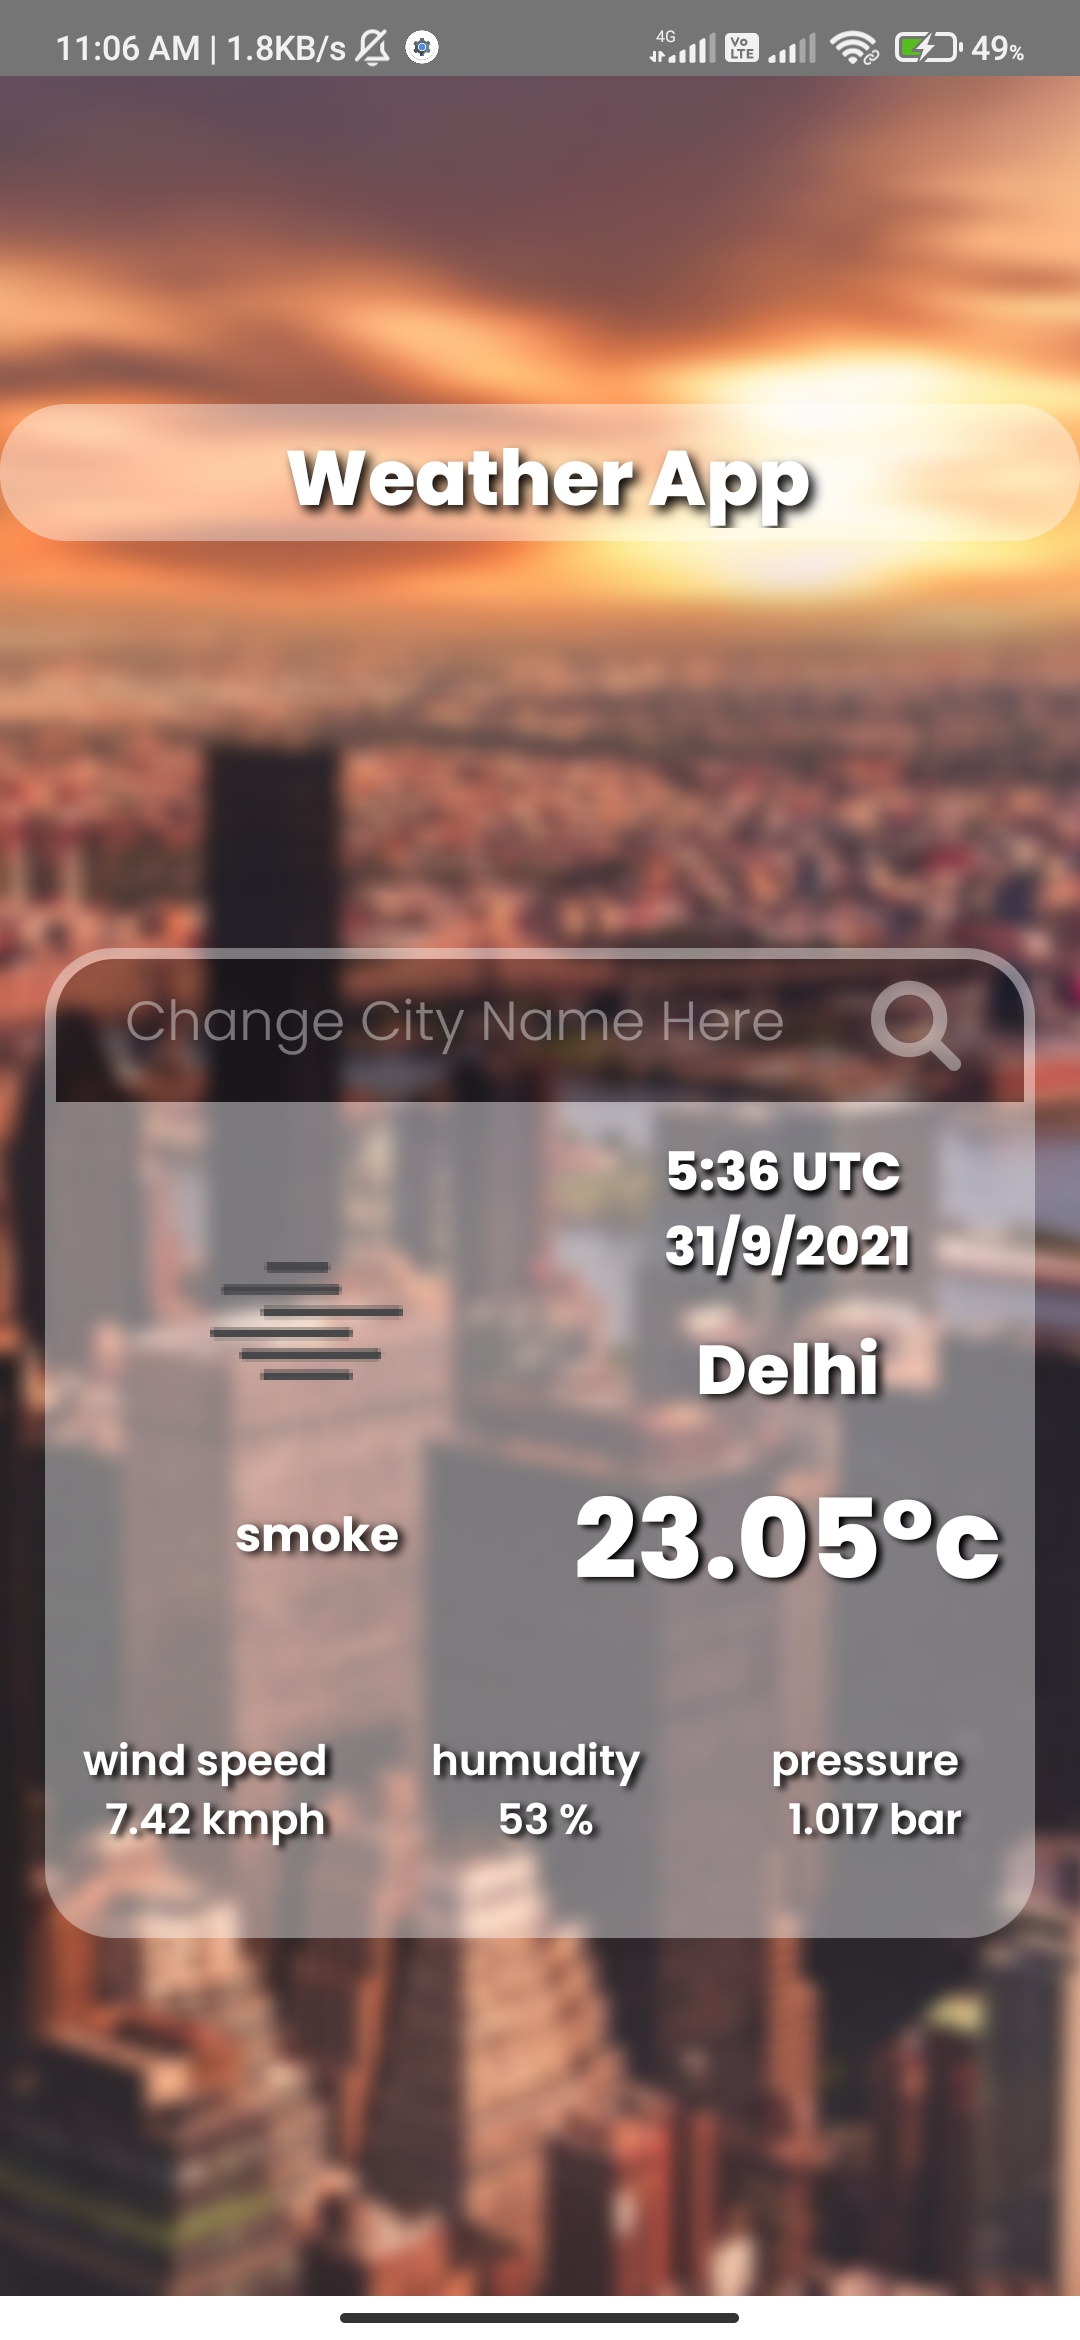 11:06 AM | 1.8KB/s 4G Vo LTE 49%
Weather App
Change City Name Here
5:36 UTC
31/9/2021
Delhi
smoke 23.05°c
wind speed humudity pressure
7.42 kmph 53 % 1.017 bar